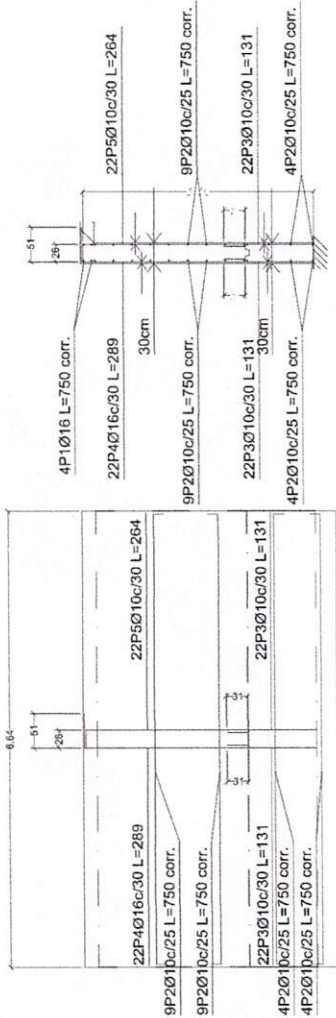 6.64
51
26
22P4Ø16c/30 L=289
22P5Ø10c/30 L=264
9P2Ø10c/25 L=750 corr.
9P2Ø10c/25 L=750 corr.
31
31
22P3Ø10c/30 L=131
22P3Ø10c/30 L=131
4P2Ø10c/25 L=750 corr.
4P2Ø10c/25 L=750 corr.
51
26
4P1Ø16 L=750 corr.
22P4Ø16c/30 L=289
22P5Ø10c/30 L=264
30cm
9P2Ø10c/25 L=750 corr.
9P2Ø10c/25 L=750 corr.
22P3Ø10c/30 L=131
22P3Ø10c/30 L=131
30cm
4P2Ø10c/25 L=750 corr.
4P2Ø10c/25 L=750 corr.